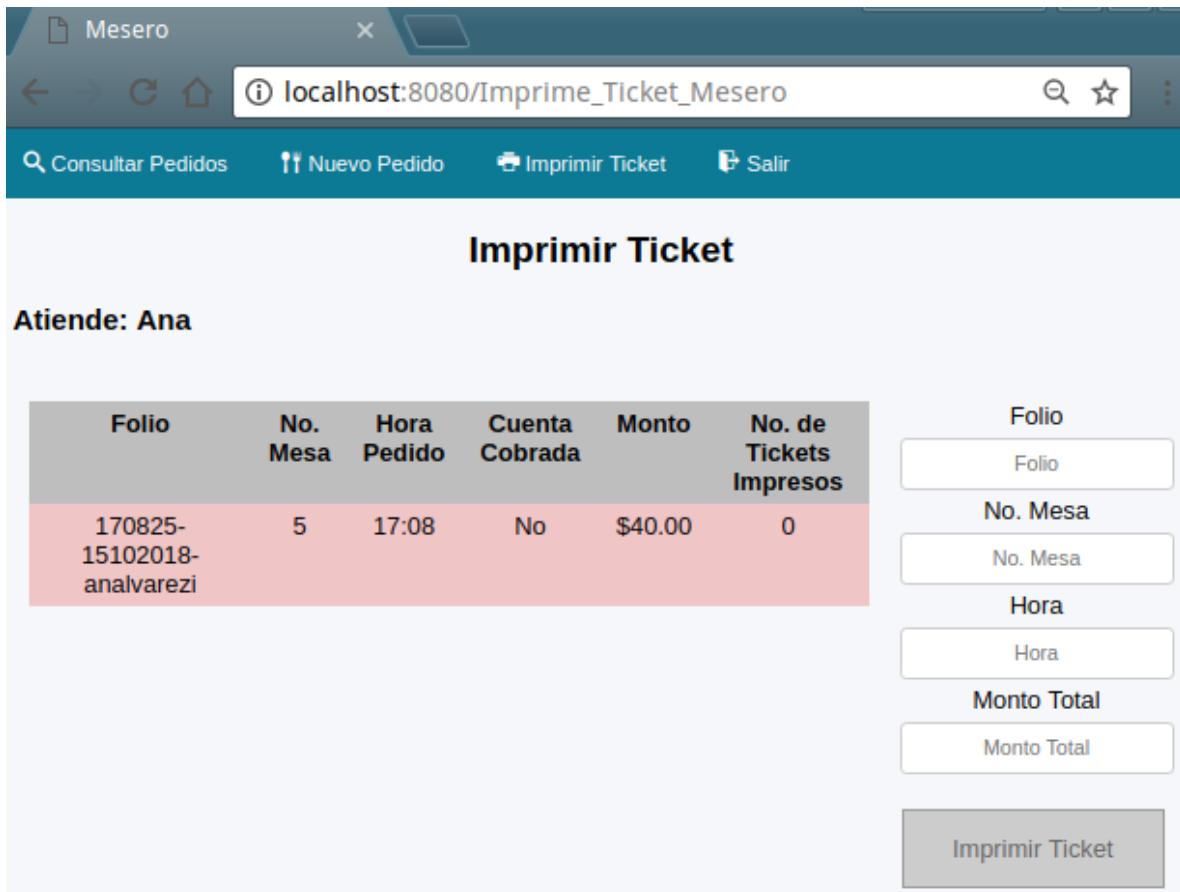 Mesero
localhost:8080/Imprime_Ticket_Mesero
Consultar Pedidos Nuevo Pedido Imprimir Ticket Salir
Imprimir Ticket
Atiende: Ana
Folio No. Mesa Hora Pedido Cuenta Cobrada Monto No. de Tickets Impresos
170825-15102018-analvarezi 5 17:08 No $40.00 0
Folio
Folio
No. Mesa
No. Mesa
Hora
Hora
Monto Total
Monto Total
Imprimir Ticket